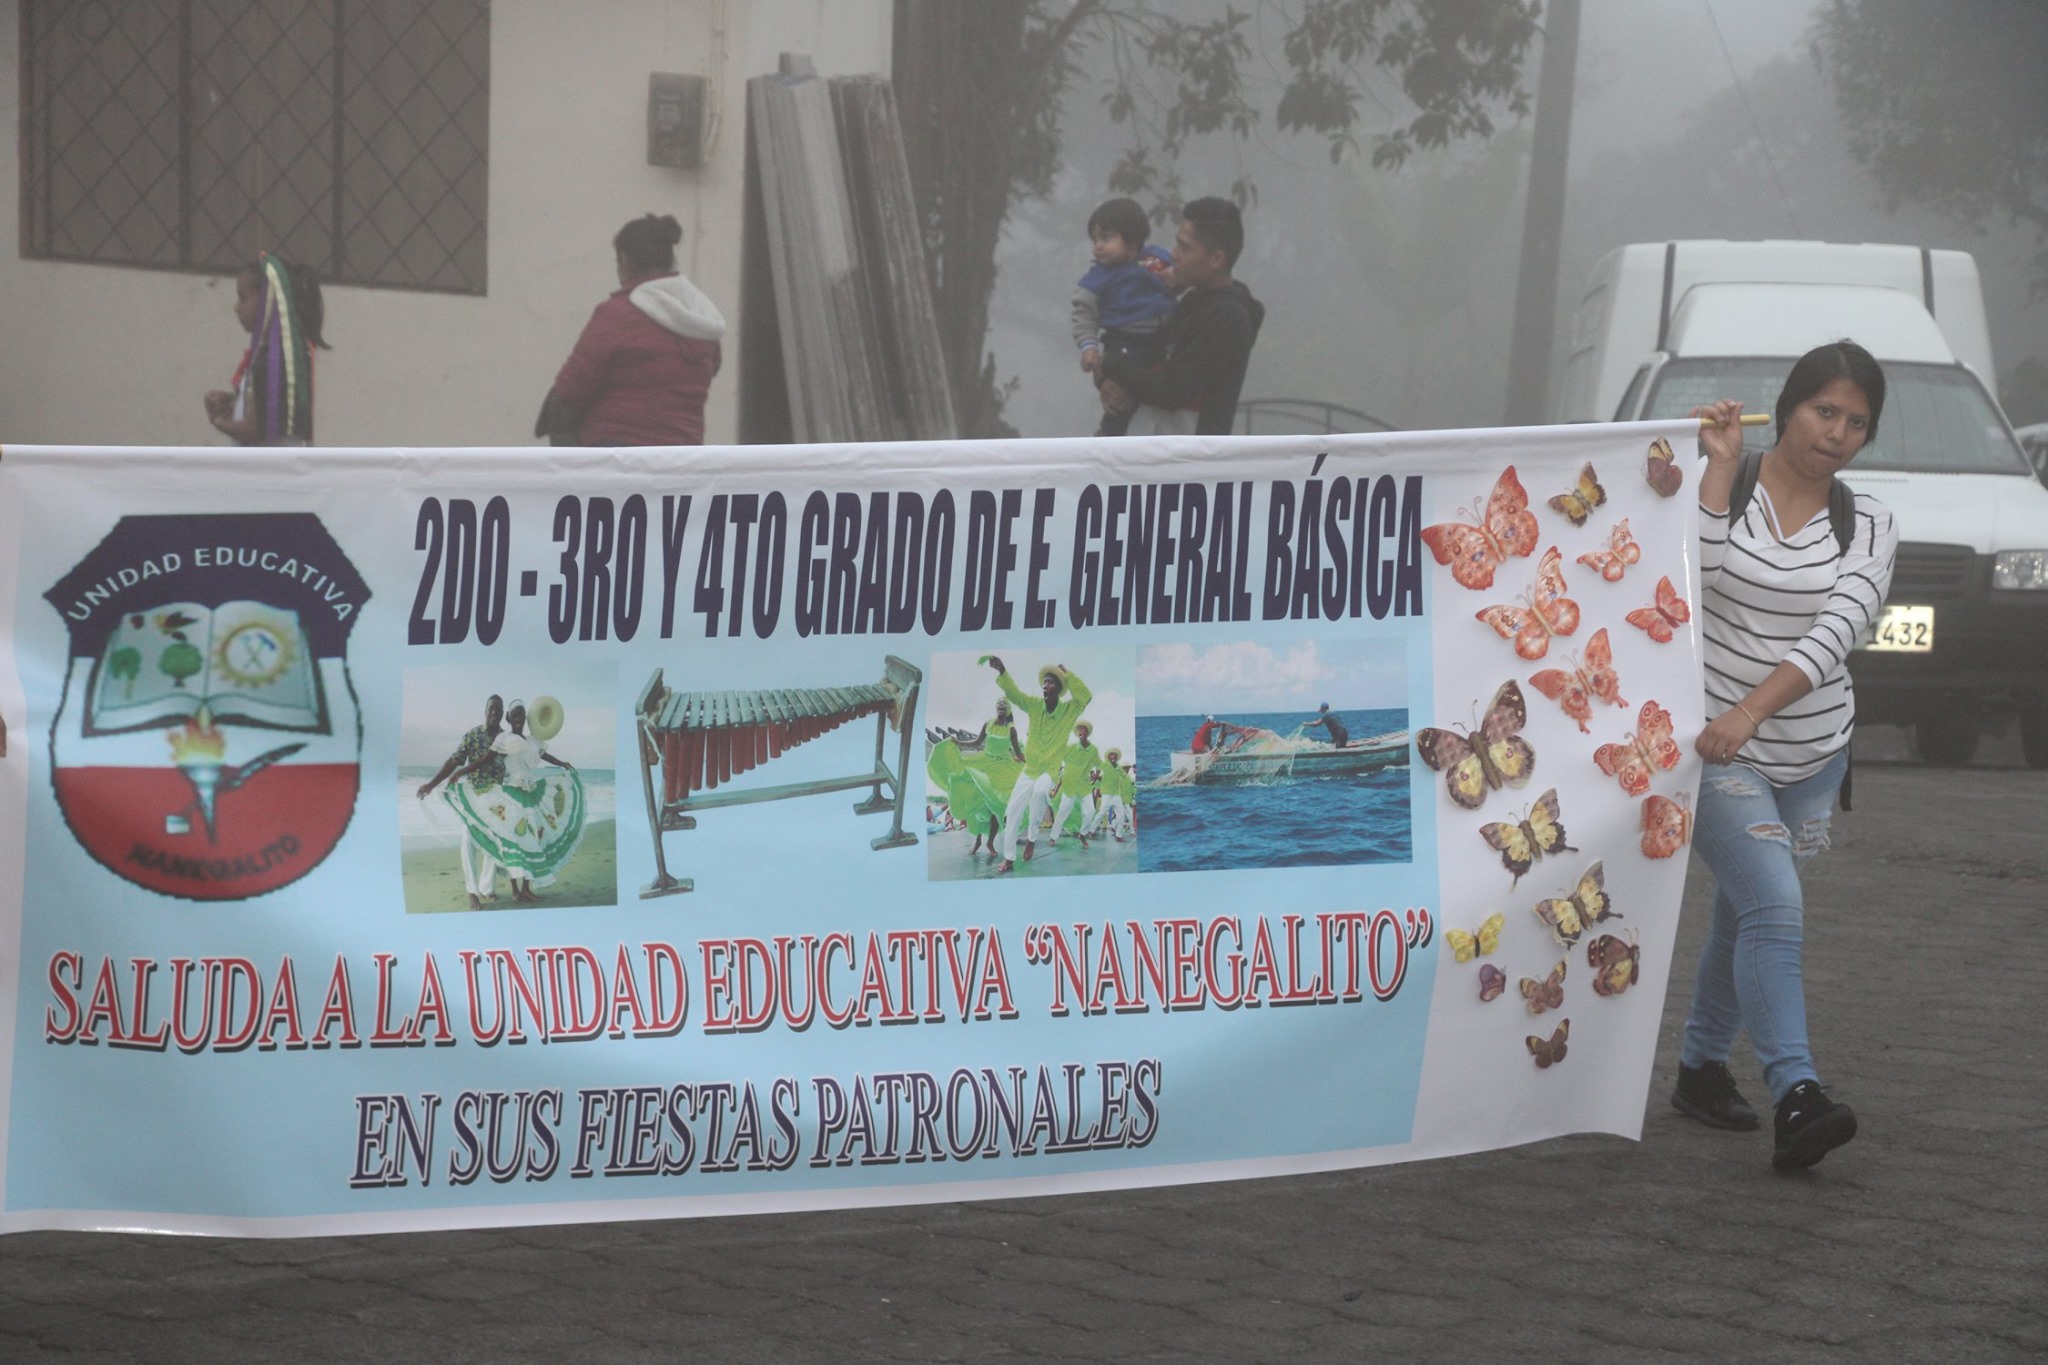 2DO - 3RO Y 4TO GRADO DE E. GENERAL BÁSICA
UNIDAD EDUCATIVA
NANEGALITO
SALUDA A LA UNIDAD EDUCATIVA “NANEGALITO”
EN SUS FIESTAS PATRONALES
1432